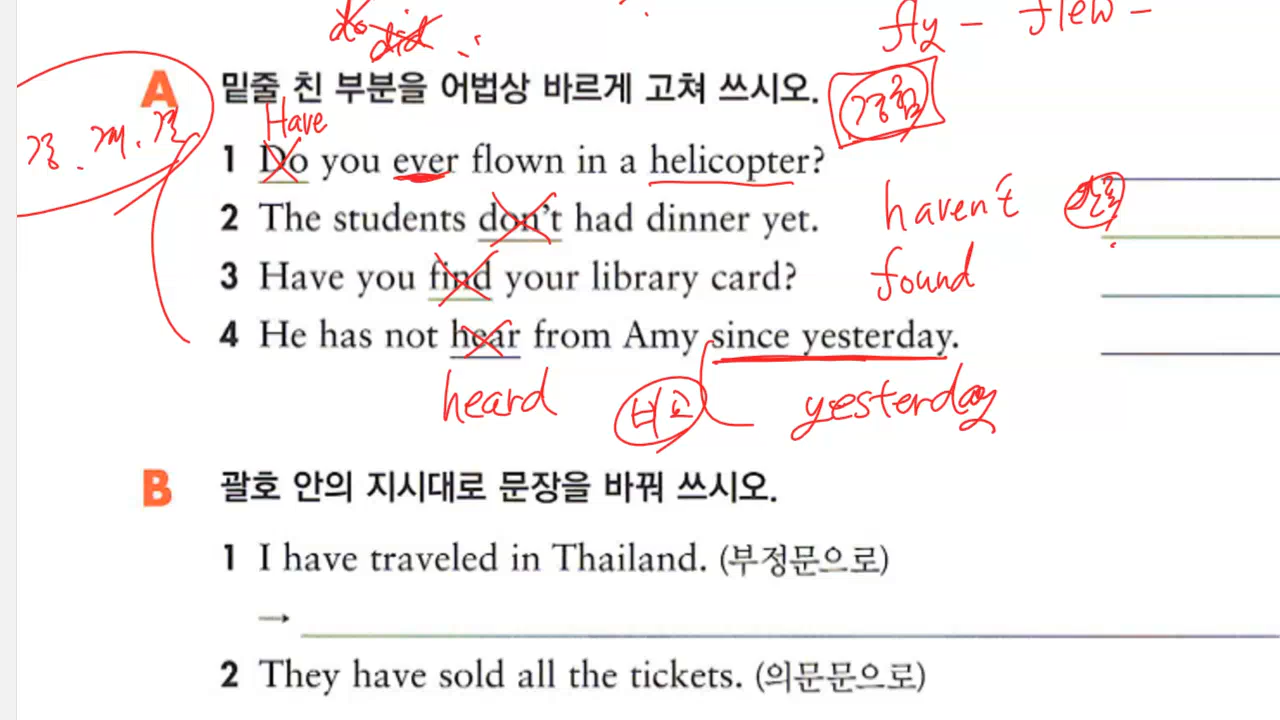 do did
fly - flew -
A 밑줄 친 부분을 어법상 바르게 고쳐 쓰시오. 경험
Have
1 Do you ever flown in a helicopter?
haven't
2 The students don't had dinner yet.
3 Have you find your library card? found
4 He has not hear from Amy since yesterday.
heard 비교 yesterday
B 괄호 안의 지시대로 문장을 바꿔 쓰시오.
1 I have traveled in Thailand. (부정문으로)
→
2 They have sold all the tickets. (의문문으로)